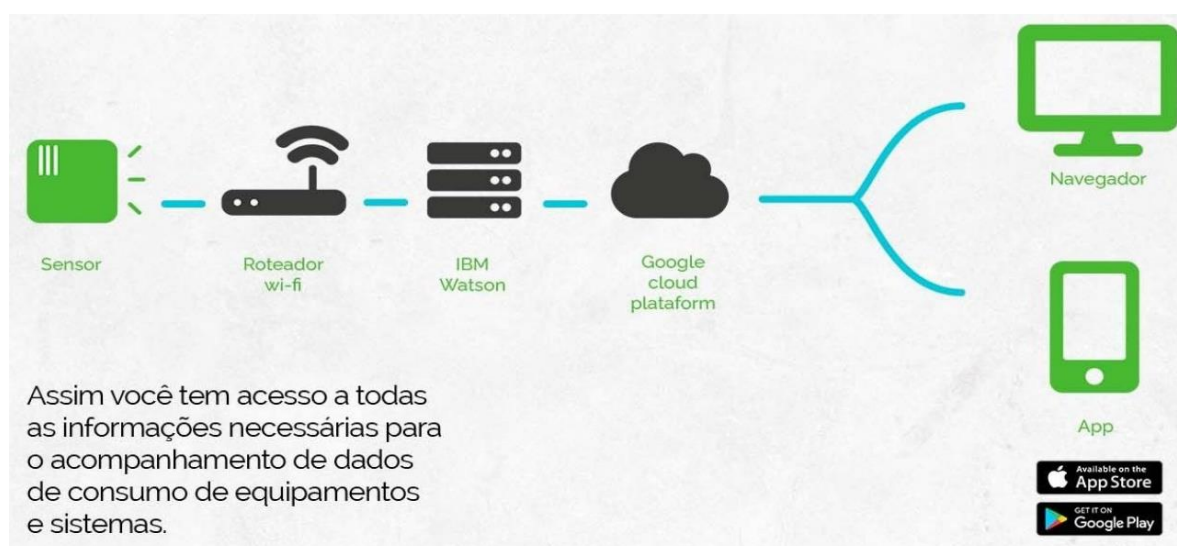 Sensor
Roteador
wi-fi
IBM
Watson
Google
cloud
plataform
Navegador
App
Available on the
App Store
GET IT ON
Google Play
Assim você tem acesso a todas
as informações necessárias para
o acompanhamento de dados
de consumo de equipamentos
e sistemas.